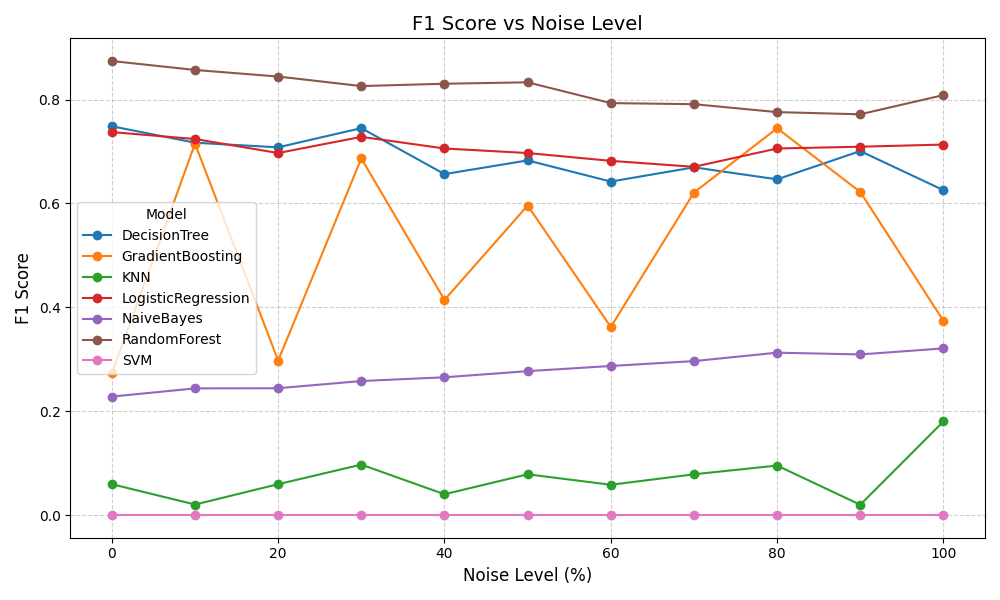 F1 Score vs Noise Level
F1 Score
0.8
0.6
0.4
0.2
0.0
Model
DecisionTree
GradientBoosting
KNN
LogisticRegression
NaiveBayes
RandomForest
SVM
0 20 40 60 80 100
Noise Level (%)